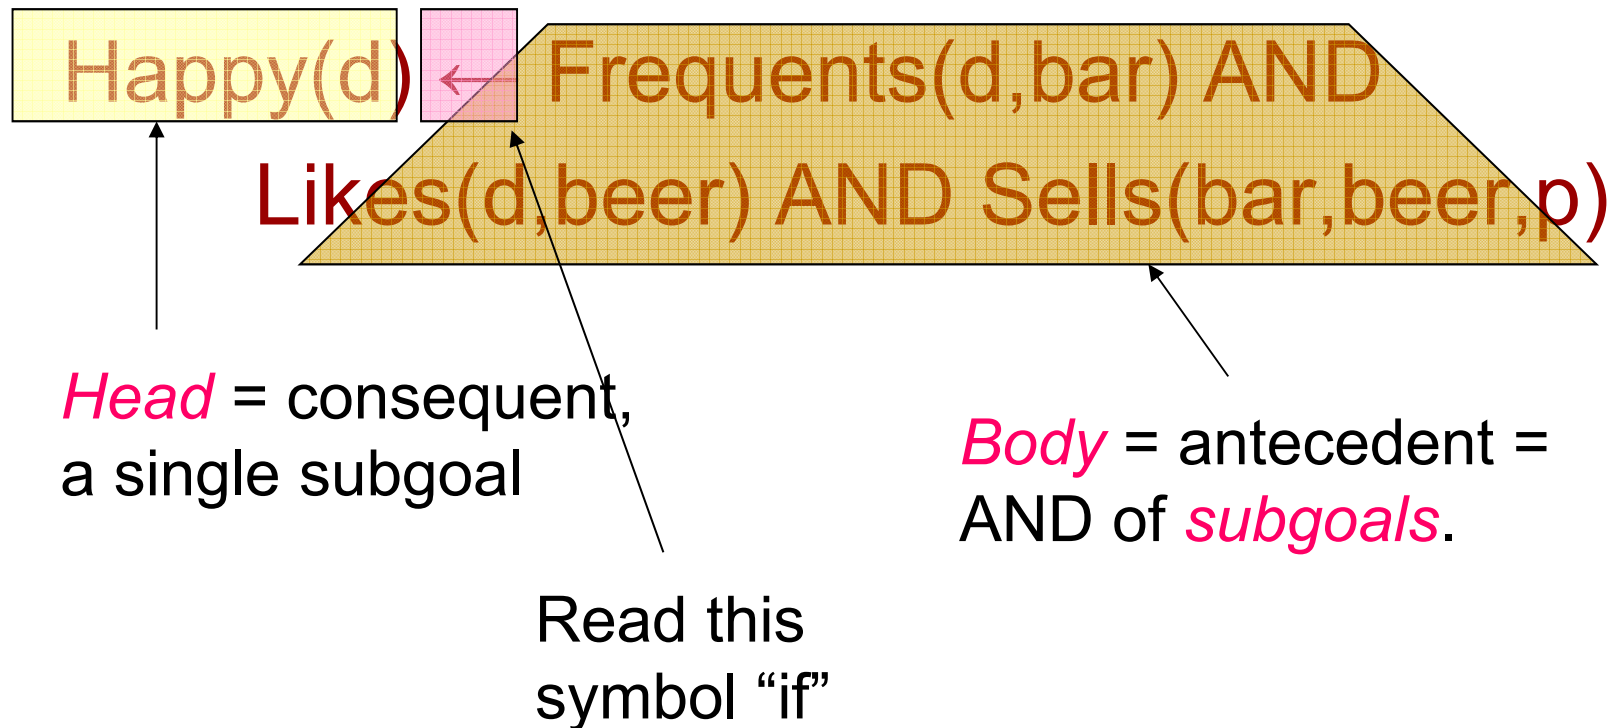 Happy(d) ← Frequents(d,bar) AND
Likes(d,beer) AND Sells(bar,beer,p)
Head = consequent,
a single subgoal
Body = antecedent =
AND of subgoals.
Read this
symbol “if”